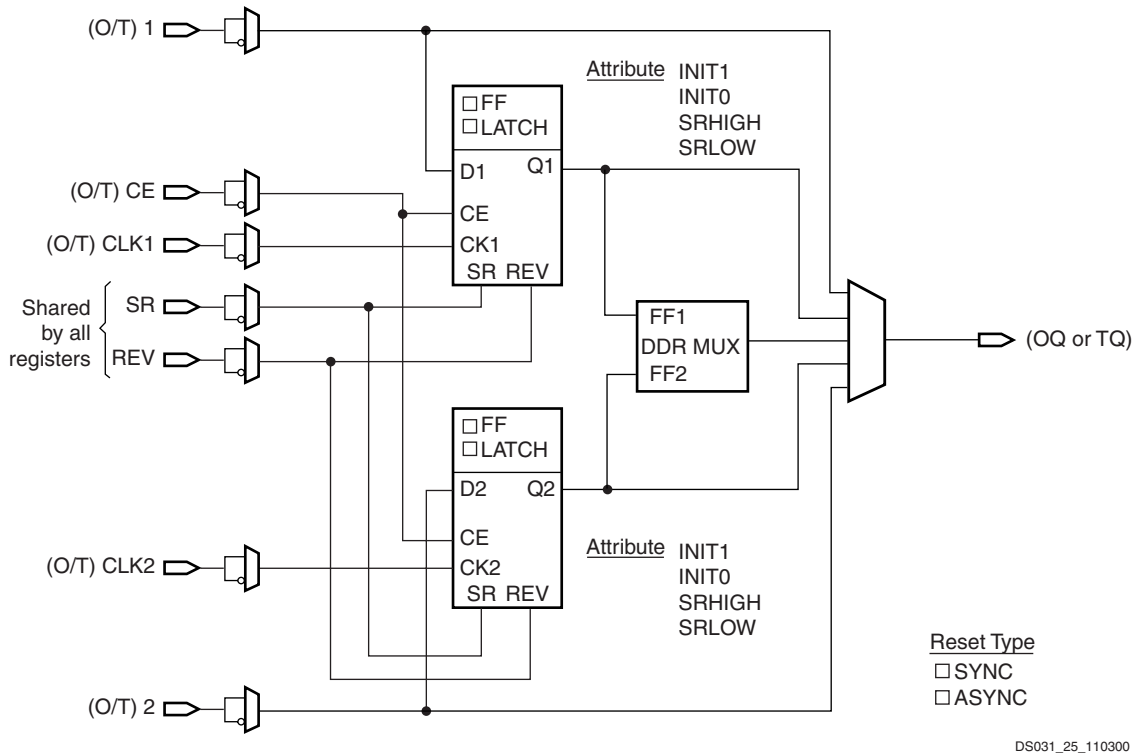 (O/T) 1
Attribute INIT1
INIT0
SRHIGH
SRLOW
FF
LATCH
D1 Q1
(O/T) CE
CE
(O/T) CLK1
CK1
SR REV
Shared
by all
registers
SR
REV
FF1
DDR MUX
FF2
(OQ or TQ)
FF
LATCH
D2 Q2
CE
(O/T) CLK2
CK2
SR REV
Attribute INIT1
INIT0
SRHIGH
SRLOW
Reset Type
SYNC
ASYNC
(O/T) 2
DS031_25_110300